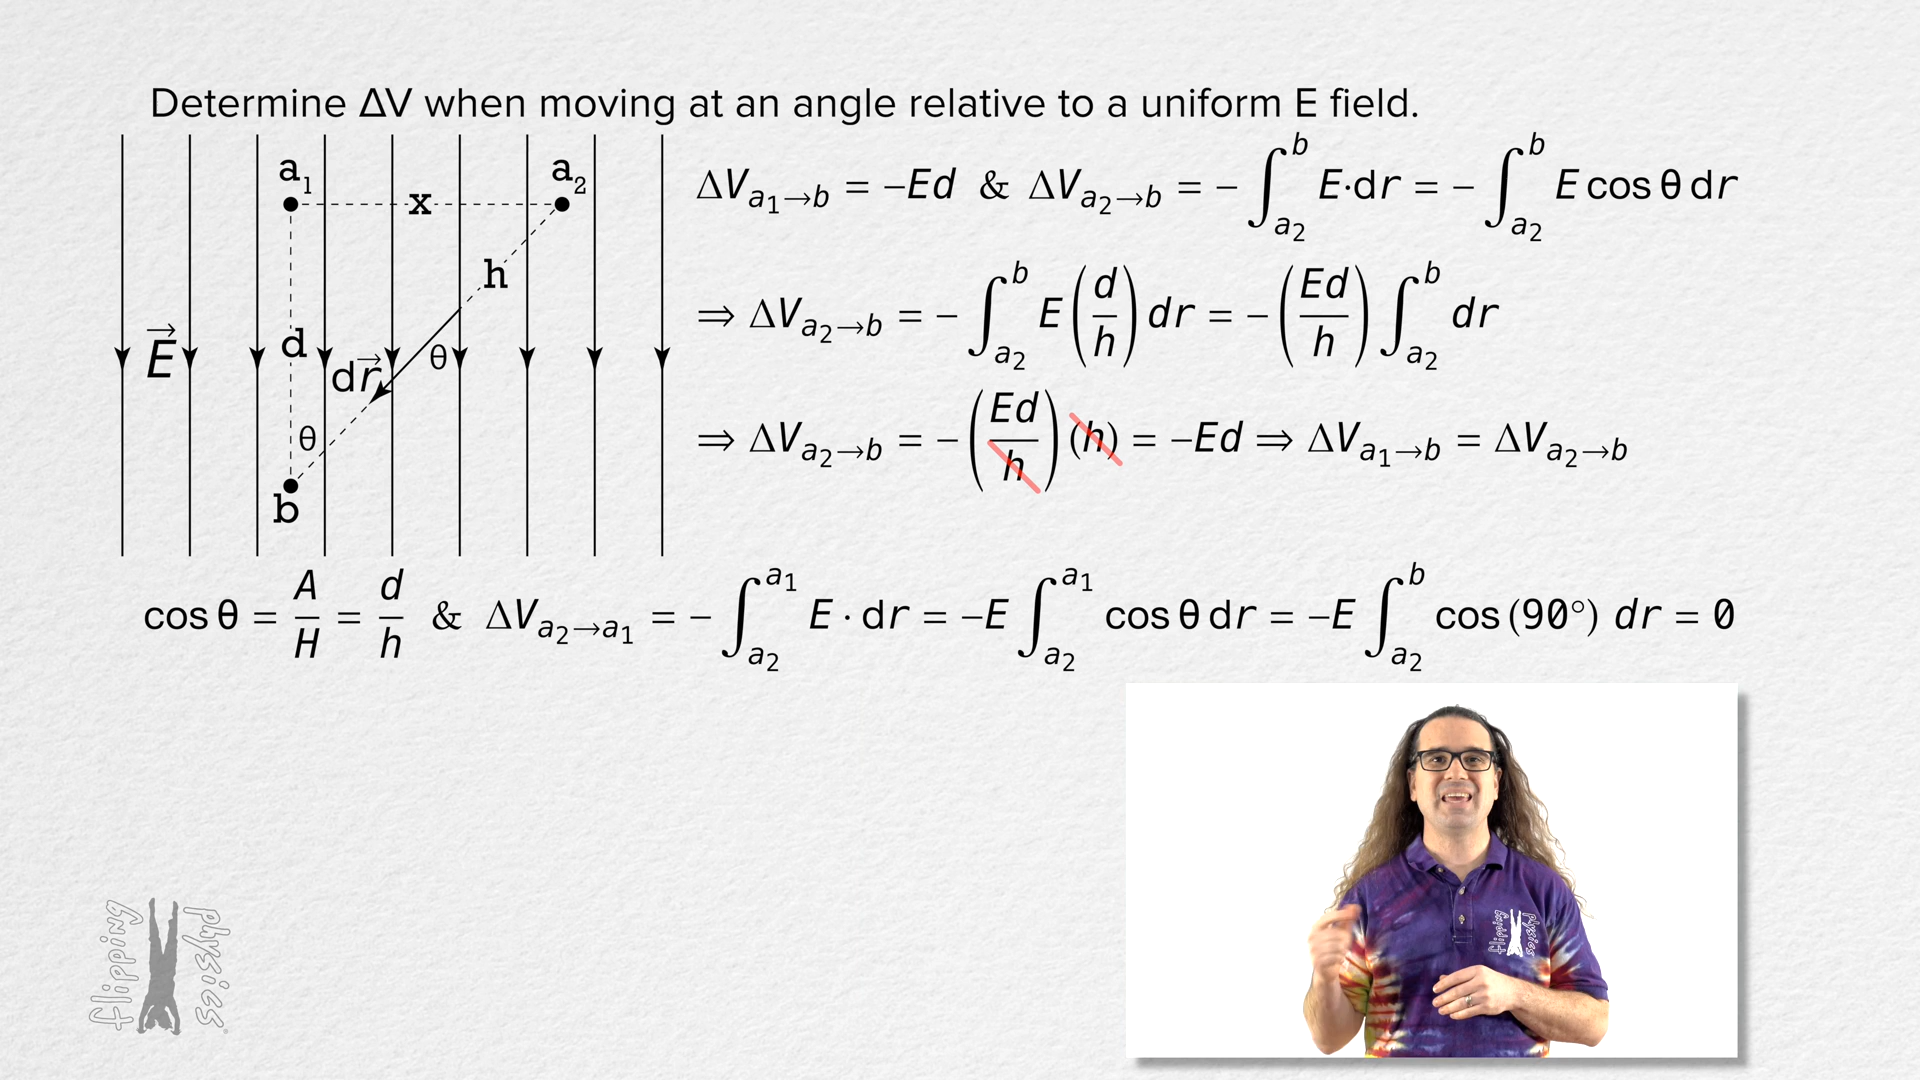 Determine ΔV when moving at an angle relative to a uniform E field.
a₁ a₂
x
h
E⃗ d dr⃗ θ
θ
b
ΔV_{a₁→b} = −Ed & ΔV_{a₂→b} = −∫_{a₂}^{b} E·dr = −∫_{a₂}^{b} E cos θ dr
⇒ ΔV_{a₂→b} = −∫_{a₂}^{b} E(d/h) dr = −(Ed/h) ∫_{a₂}^{b} dr
⇒ ΔV_{a₂→b} = −(Ed/h)(h) = −Ed ⇒ ΔV_{a₁→b} = ΔV_{a₂→b}
cos θ = A/H = d/h & ΔV_{a₂→a₁} = −∫_{a₂}^{a₁} E · dr = −E ∫_{a₂}^{a₁} cos θ dr = −E ∫_{a₂}^{b} cos (90°) dr = 0
flipping physics
flipping physics